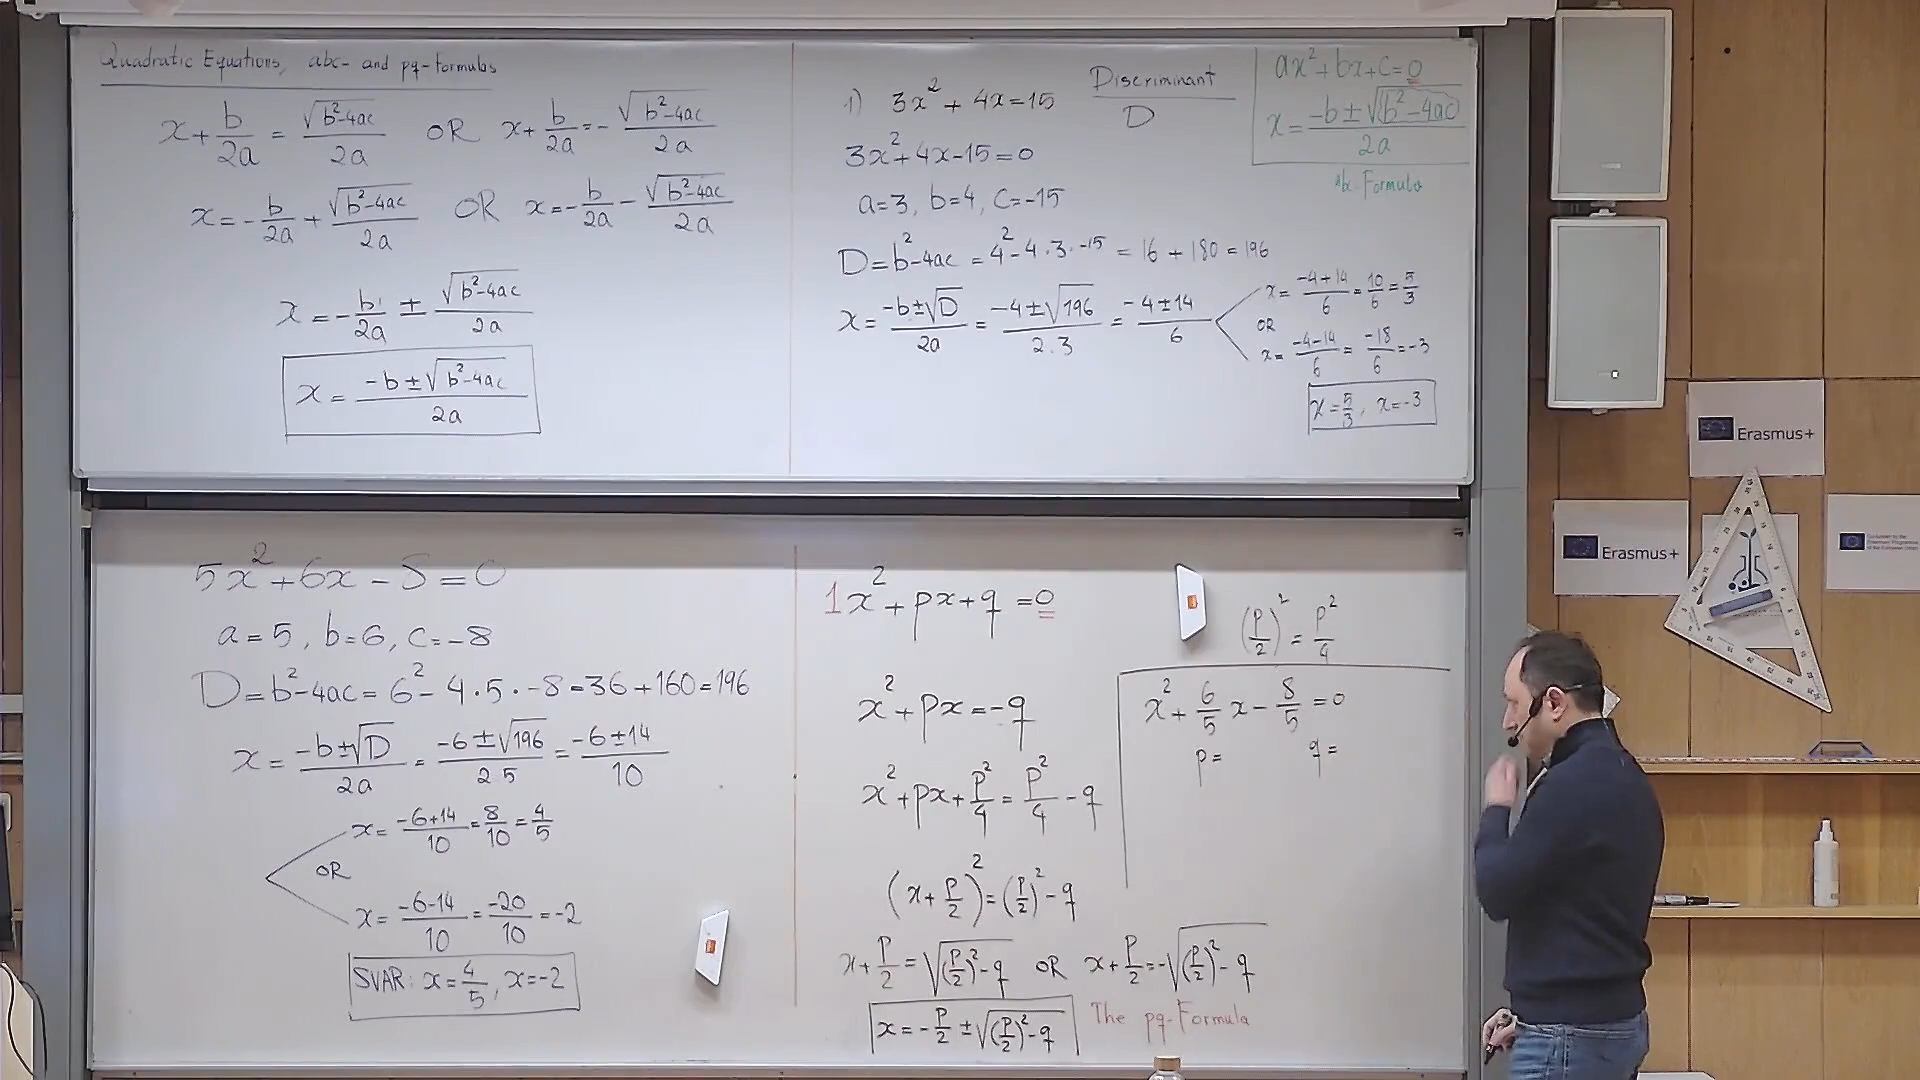 Quadratic Equations, abc- and pq-formulas
x + b/2a = √(b²-4ac)/2a OR x + b/2a = - √(b²-4ac)/2a
x = - b/2a + √(b²-4ac)/2a OR x = - b/2a - √(b²-4ac)/2a
x = - b/2a ± √(b²-4ac)/2a
x = (-b ± √(b²-4ac))/2a
1) 3x² + 4x = 15
3x² + 4x - 15 = 0
a = 3, b = 4, c = -15
D = b² - 4ac = 4² - 4 · 3 · -15 = 16 + 180 = 196
x = (-b ± √D)/2a = (-4 ± √196)/2.3 = (-4 ± 14)/6
x = (-4+14)/6 = 10/6 = 5/3
OR
x = (-4-14)/6 = -18/6 = -3
x = 5/3, x = -3
Discriminant
D
ax² + bx + c = 0
x = (-b ± √(b²-4ac))/2a
Formula
5x² + 6x - 8 = 0
a = 5, b = 6, c = -8
D = b² - 4ac = 6² - 4 · 5 · -8 = 36 + 160 = 196
x = (-b ± √D)/2a = (-6 ± √196)/2 5 = (-6 ± 14)/10
x = (-6+14)/10 = 8/10 = 4/5
OR
x = (-6-14)/10 = -20/10 = -2
SVAR: x = 4/5, x = -2
1x² + px + q = 0
x² + px = -q
x² + px + p²/4 = p²/4 - q
(x + p/2)² = (p/2)² - q
x + p/2 = √((p/2)² - q) OR x + p/2 = -√((p/2)² - q)
x = - p/2 ± √((p/2)² - q)
The pq-Formula
(p/2)² = p²/4
x² + 6/5 x - 8/5 = 0
p = q =
Erasmus+
Erasmus+